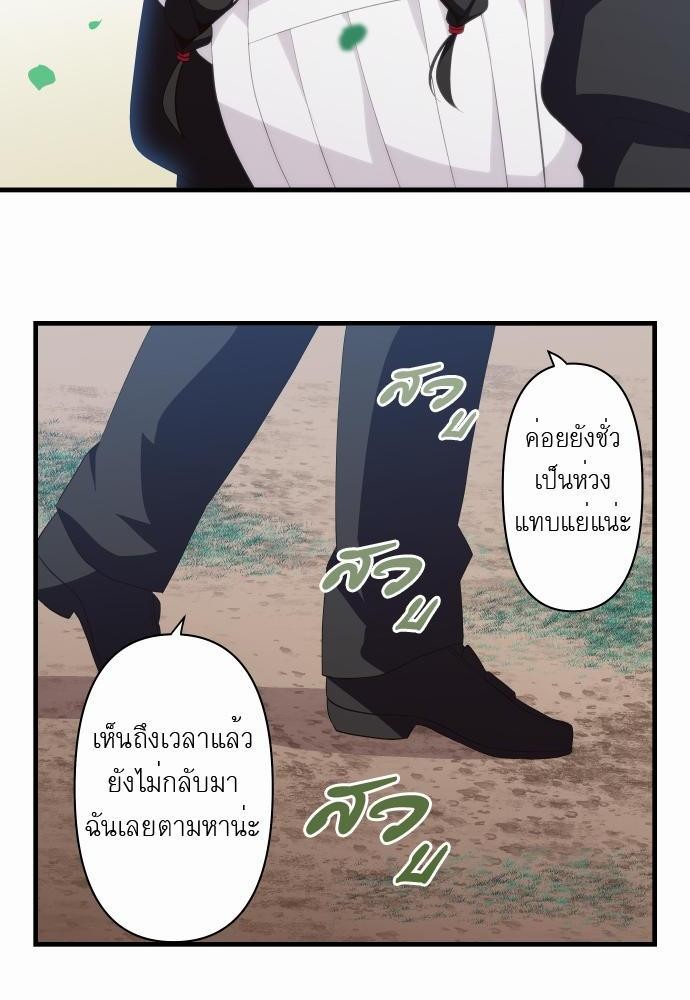 ค่อยยังชั่ว
เป็นห่วง
แทบแย่แน่ะ
สวบ
สวบ
สวบ
เห็นถึงเวลาแล้ว
ยังไม่กลับมา
ฉันเลยตามหาน่ะ